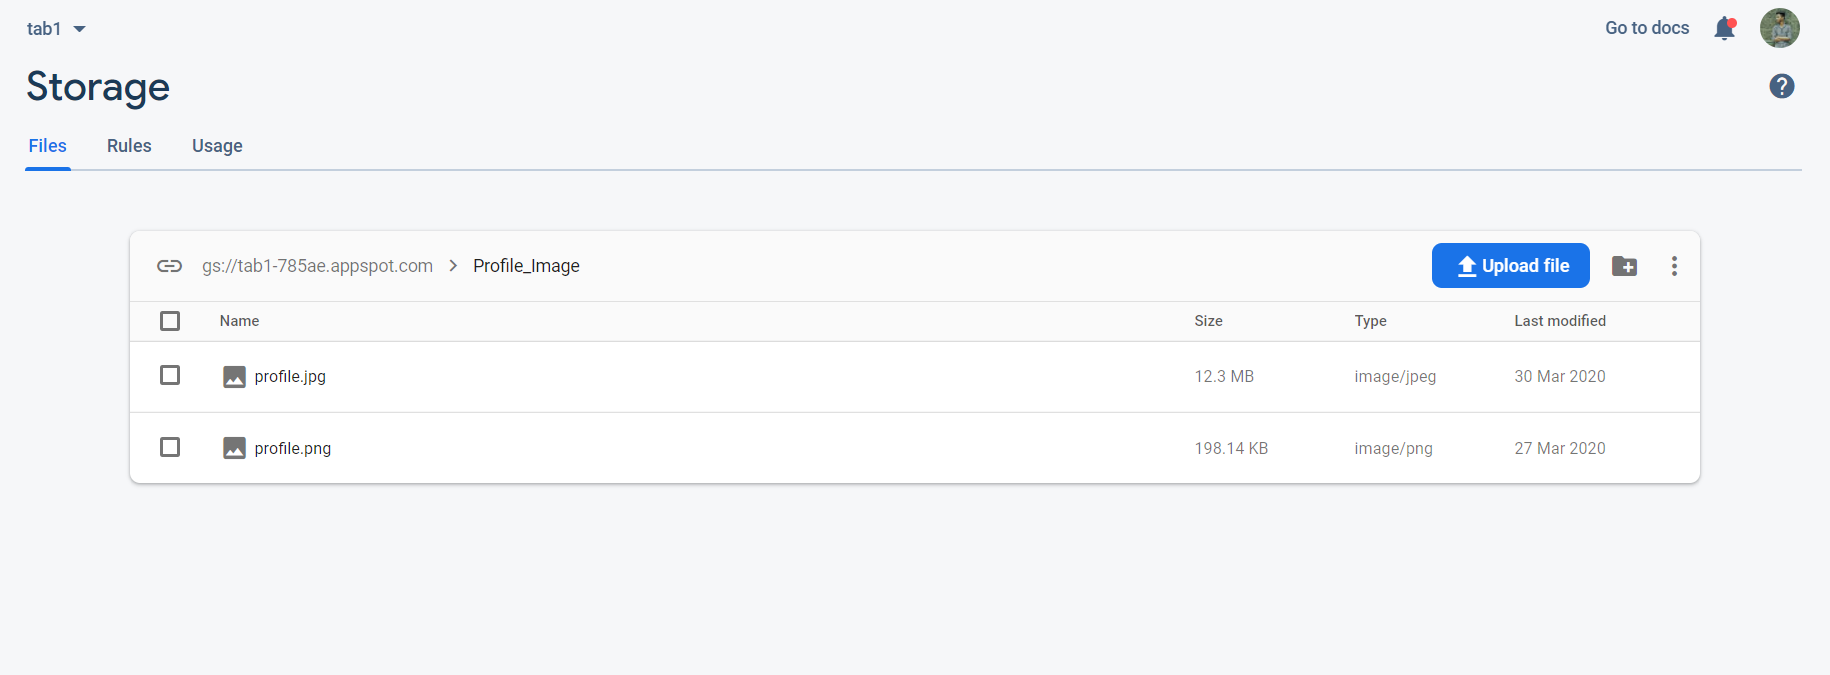 tab1 Go to docs
Storage
Files Rules Usage
gs://tab1-785ae.appspot.com > Profile_Image Upload file
Name Size Type Last modified
profile.jpg 12.3 MB image/jpeg 30 Mar 2020
profile.png 198.14 KB image/png 27 Mar 2020